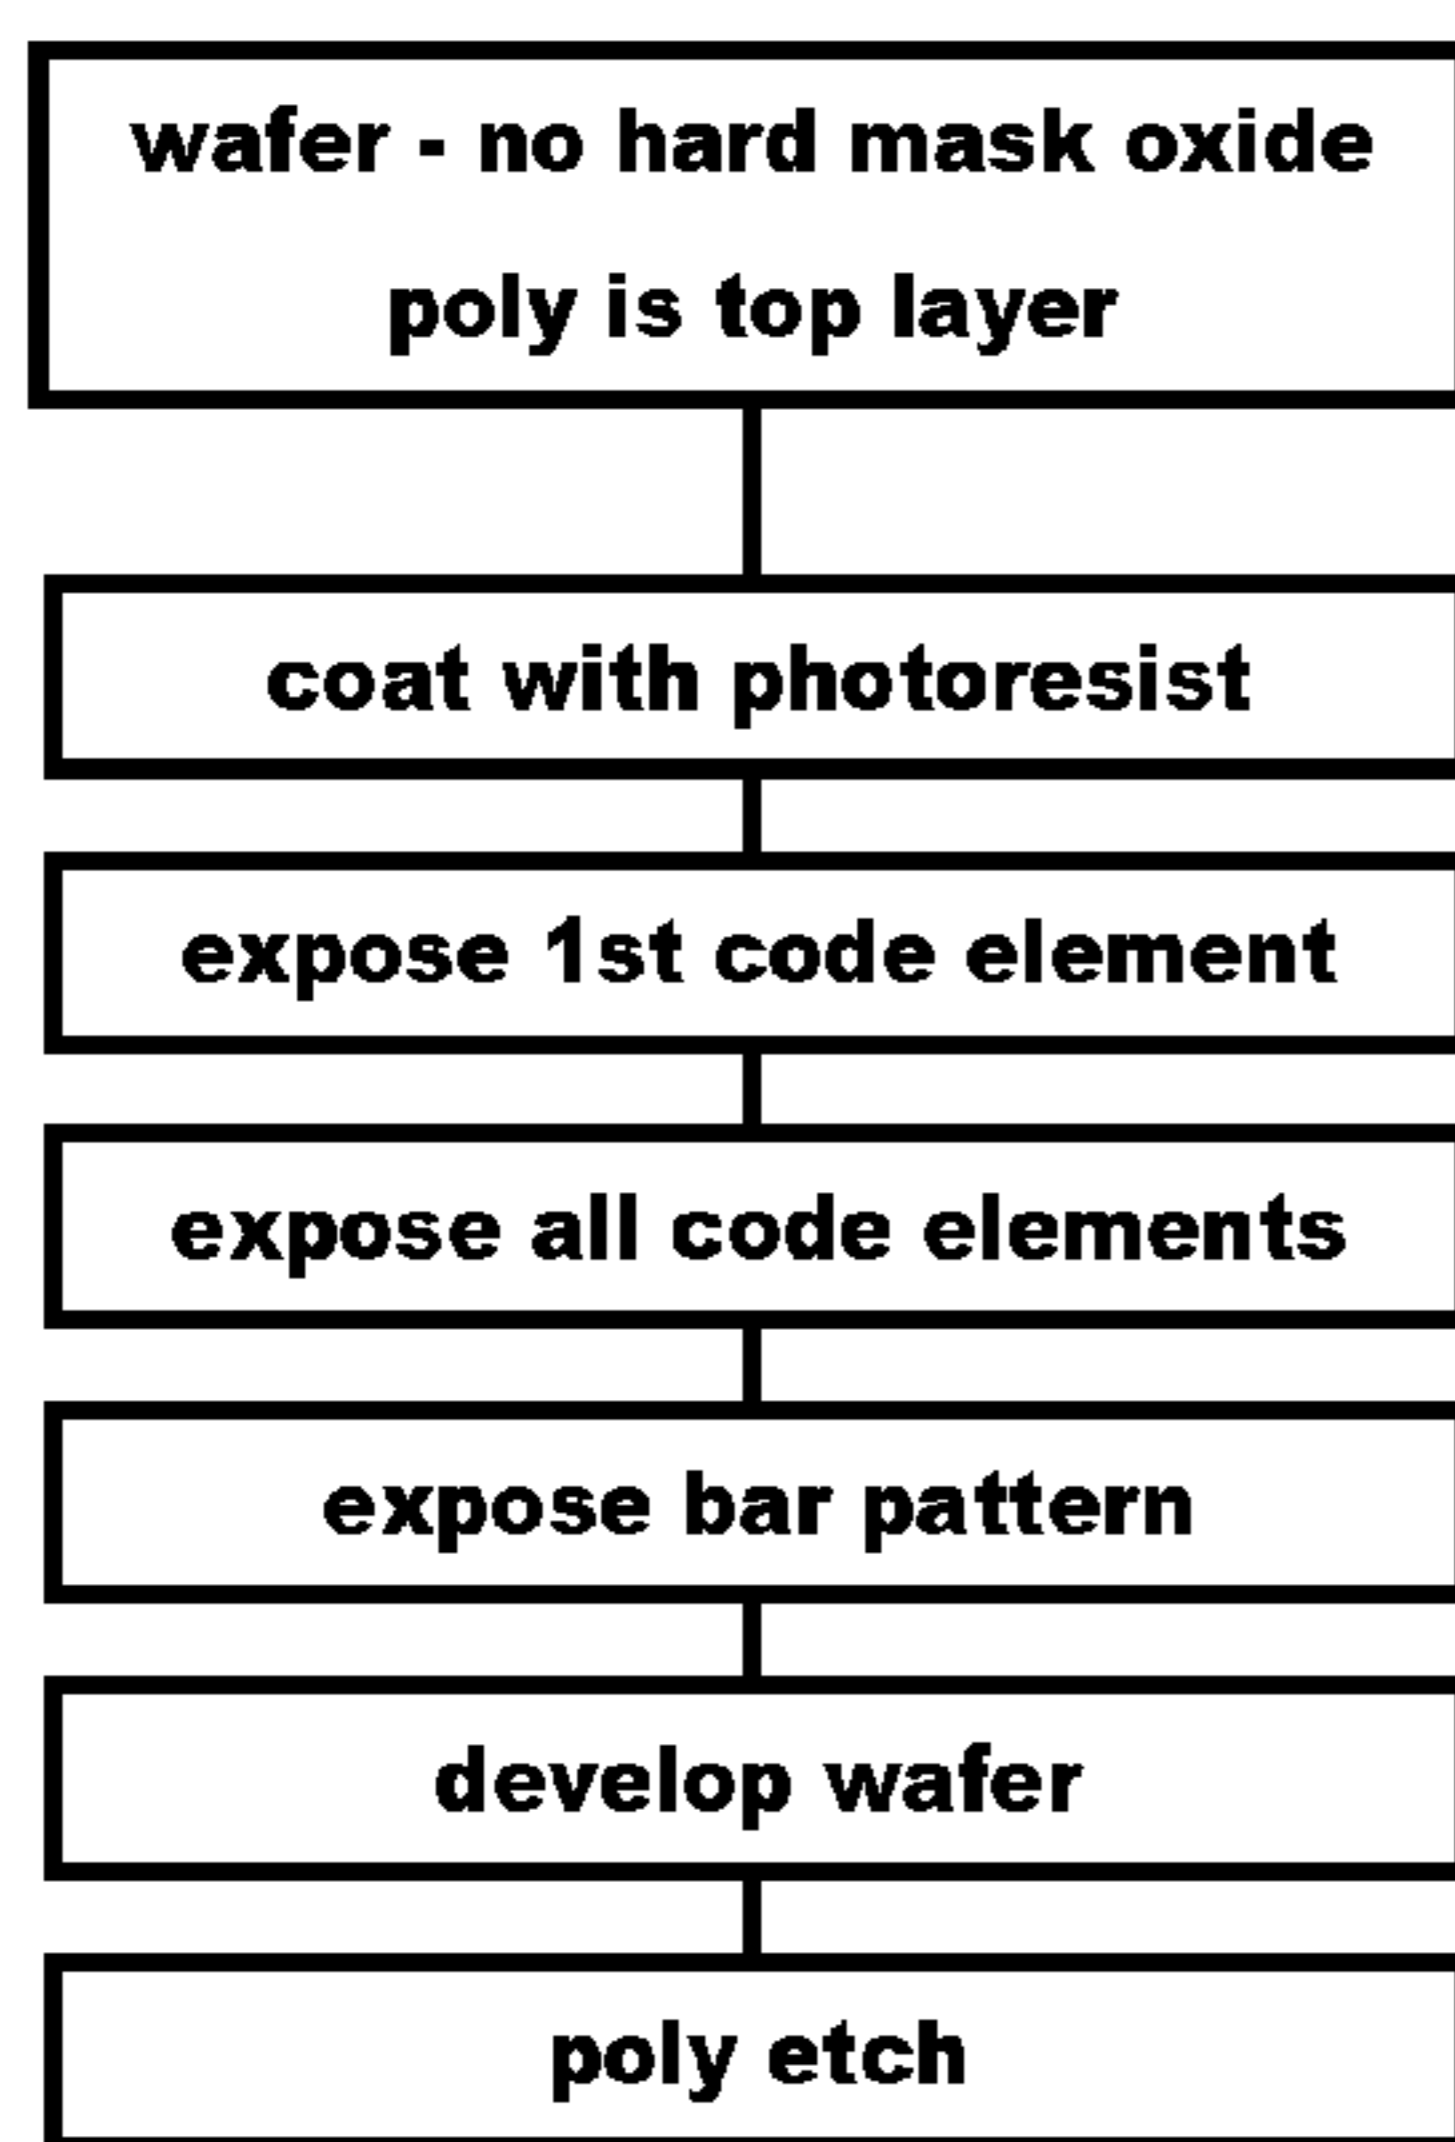 wafer - no hard mask oxide
poly is top layer
coat with photoresist
expose 1st code element
expose all code elements
expose bar pattern
develop wafer
poly etch